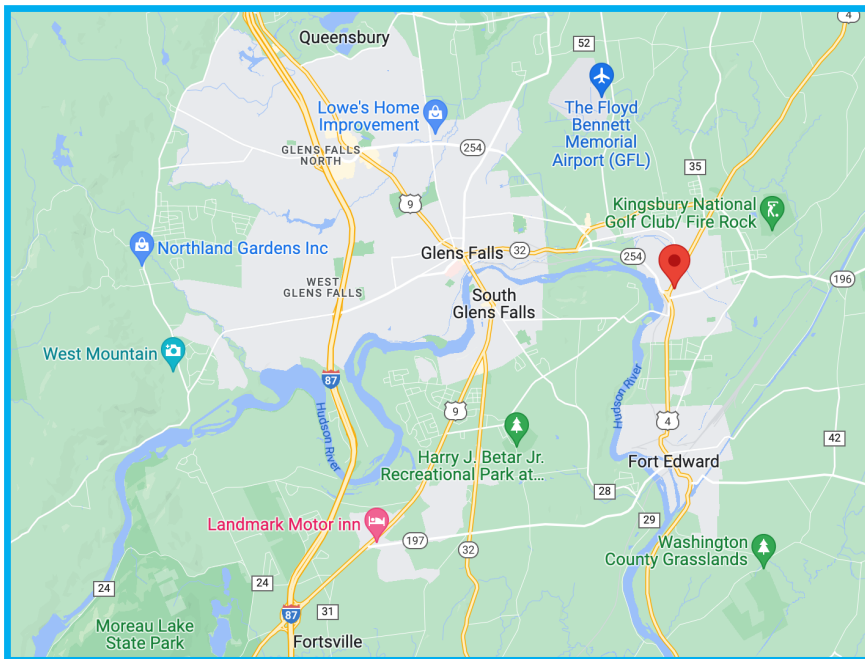 4
Queensbury
52
Lowe's Home
Improvement
The Floyd
Bennett
Memorial
Airport (GFL)
GLENS FALLS
NORTH
254
35
9
Kingsbury National
Golf Club/ Fire Rock
Northland Gardens Inc
Glens Falls
32
254
196
WEST
GLENS FALLS
South
Glens Falls
West Mountain
87
Hudson River
Hudson River
9
4
Harry J. Betar Jr.
Recreational Park at...
42
Fort Edward
28
Landmark Motor inn
29
197
32
Washington
County Grasslands
24
24
87
31
Moreau Lake
State Park
Fortsville